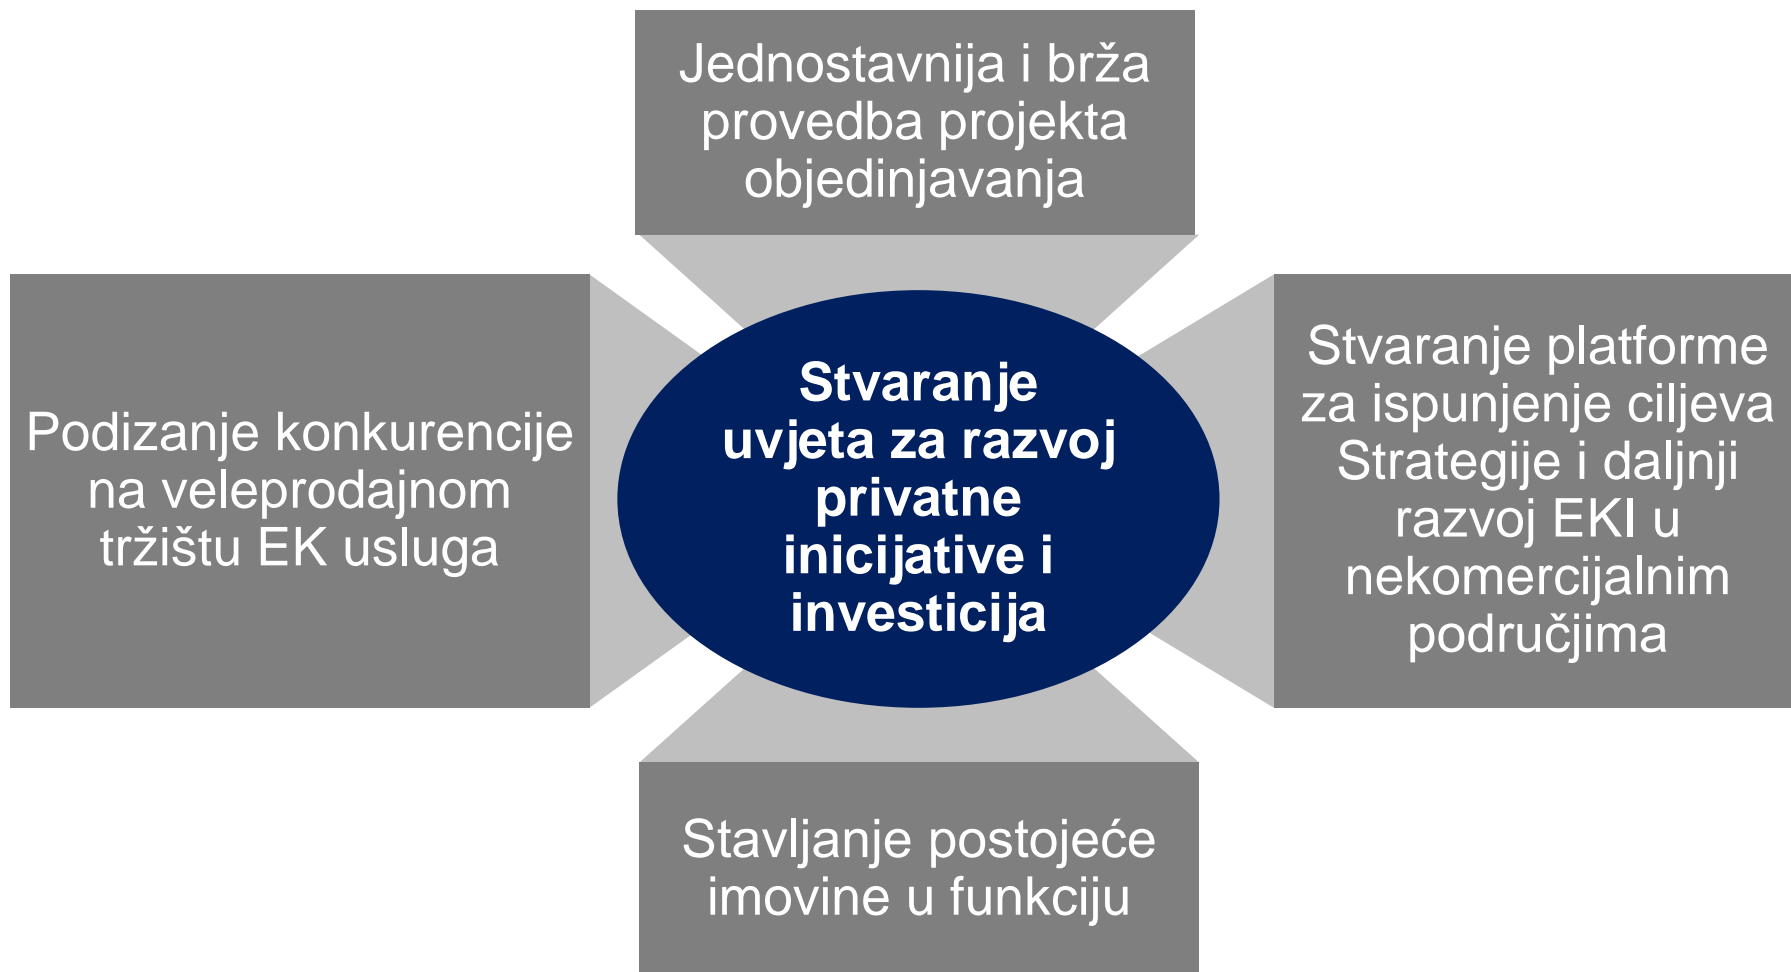 Jednostavnija i brža
provedba projekta
objedinjavanja
Podizanje konkurencije
na veleprodajnom
tržištu EK usluga
Stvaranje
uvjeta za razvoj
privatne
inicijative i
investicija
Stvaranje platforme
za ispunjenje ciljeva
Strategije i daljnji
razvoj EKI u
nekomercijalnim
područjima
Stavljanje postojeće
imovine u funkciju